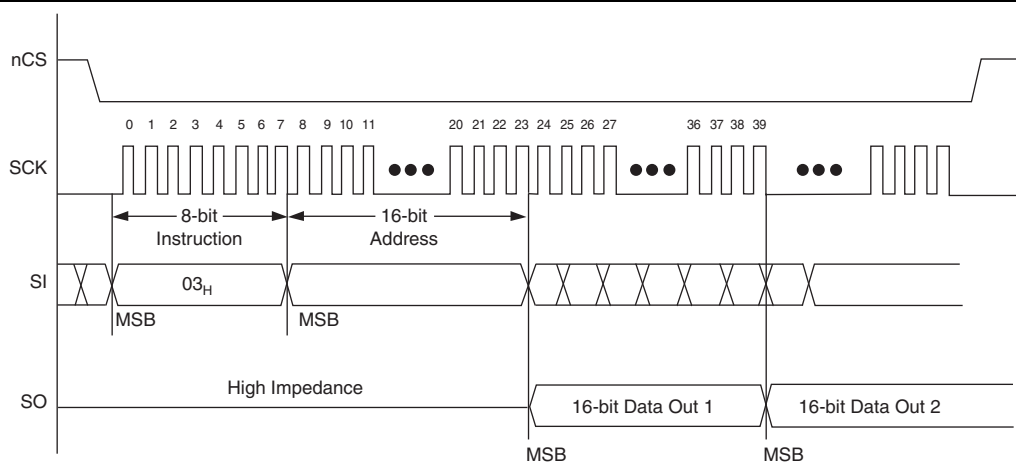 nCS
0 1 2 3 4 5 6 7 8 9 10 11 20 21 22 23 24 25 26 27 36 37 38 39
SCK
8-bit
Instruction
16-bit
Address
SI
03H
MSB
MSB
High Impedance
SO
16-bit Data Out 1
16-bit Data Out 2
MSB
MSB